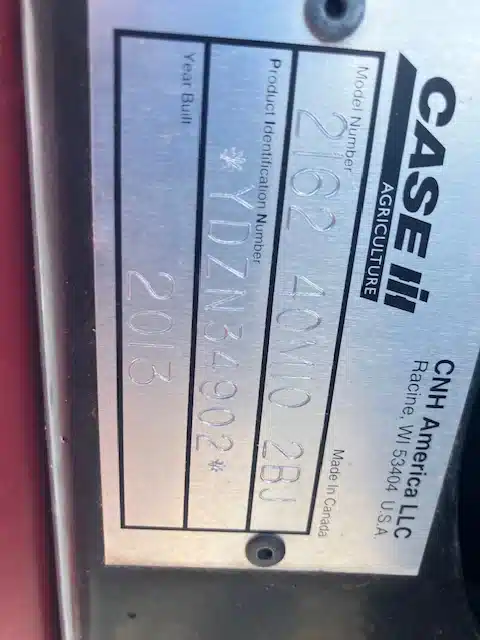 CASE IH
AGRICULTURE
CNH America LLC
Racine, WI 53404 U.S.A.
Model Number
Made In Canada
2162 40M10 2BJ
Product Identification Number
*YDZN34902*
Year Built
2013